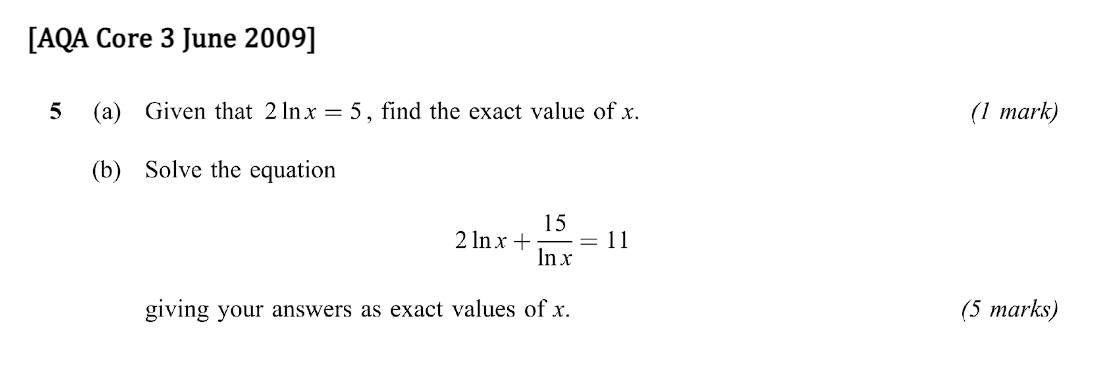 [AQA Core 3 June 2009]
5 (a) Given that 2 ln x = 5, find the exact value of x. (1 mark)
(b) Solve the equation
2 ln x + 15/ln x = 11
giving your answers as exact values of x. (5 marks)